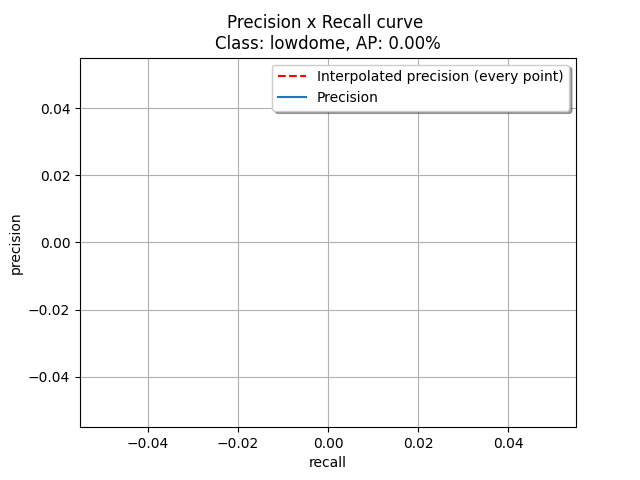 Precision x Recall curve
Class: lowdome, AP: 0.00%
Interpolated precision (every point)
Precision
0.04
0.02
0.00
−0.02
−0.04
precision
−0.04
−0.02
0.00
0.02
0.04
recall